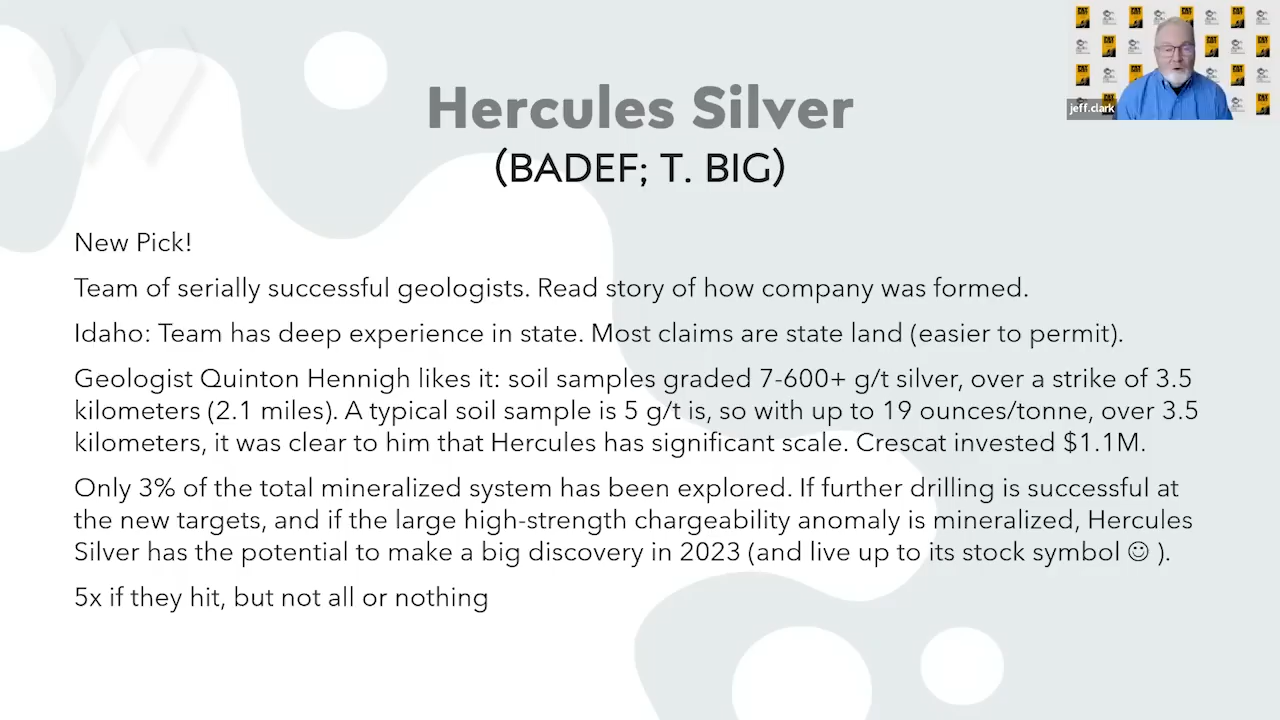 Hercules Silver
(BADEF; T. BIG)
jeff.clark
New Pick!
Team of serially successful geologists. Read story of how company was formed.
Idaho: Team has deep experience in state. Most claims are state land (easier to permit).
Geologist Quinton Hennigh likes it: soil samples graded 7-600+ g/t silver, over a strike of 3.5
kilometers (2.1 miles). A typical soil sample is 5 g/t is, so with up to 19 ounces/tonne, over 3.5
kilometers, it was clear to him that Hercules has significant scale. Crescat invested $1.1M.
Only 3% of the total mineralized system has been explored. If further drilling is successful at
the new targets, and if the large high-strength chargeability anomaly is mineralized, Hercules
Silver has the potential to make a big discovery in 2023 (and live up to its stock symbol ☺ ).
5x if they hit, but not all or nothing